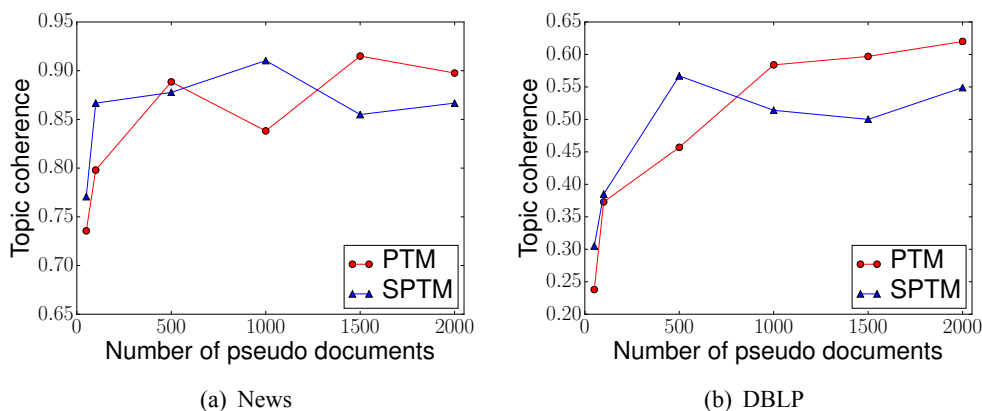 0.95
0.90
0.85
0.80
0.75
0.70
0.65
Topic coherence
0 500 1000 1500 2000
Number of pseudo documents
PTM
SPTM
(a) News
0.65
0.60
0.55
0.50
0.45
0.40
0.35
0.30
0.25
0.20
Topic coherence
0 500 1000 1500 2000
Number of pseudo documents
PTM
SPTM
(b) DBLP